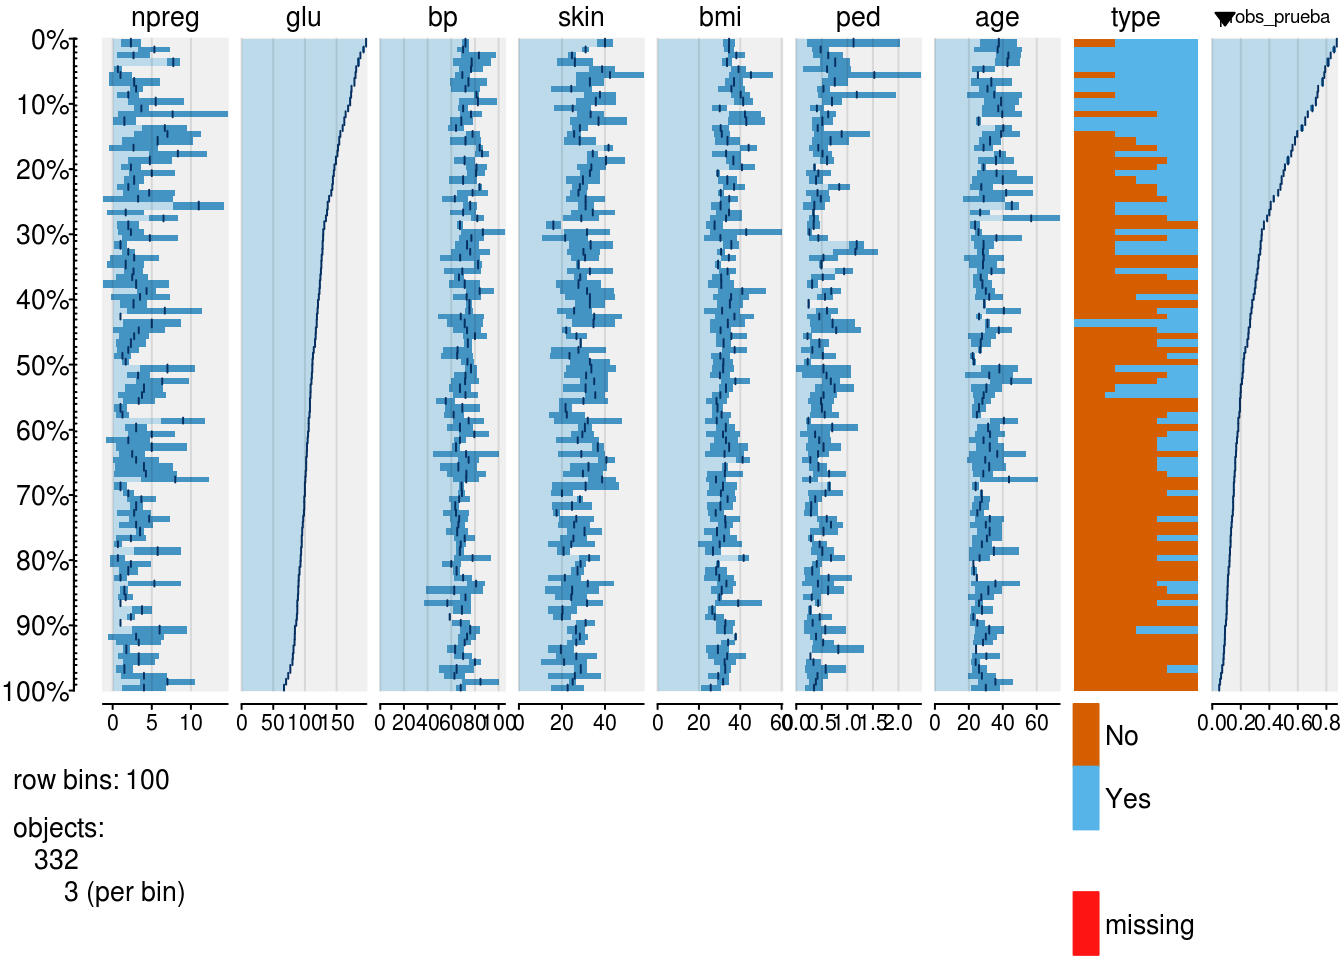 npreg glu bp skin bmi ped age type probs_prueba
0%
10%
20%
30%
40%
50%
60%
70%
80%
90%
100%
0 5 10 0 50 100 150 0 20 40 60 80 100 0 20 40 0 20 40 60 0.0 0.5 1.0 1.5 2.0 0 20 40 60 0.0 0.2 0.4 0.6 0.8
No
Yes
missing
row bins: 100
objects:
332
3 (per bin)